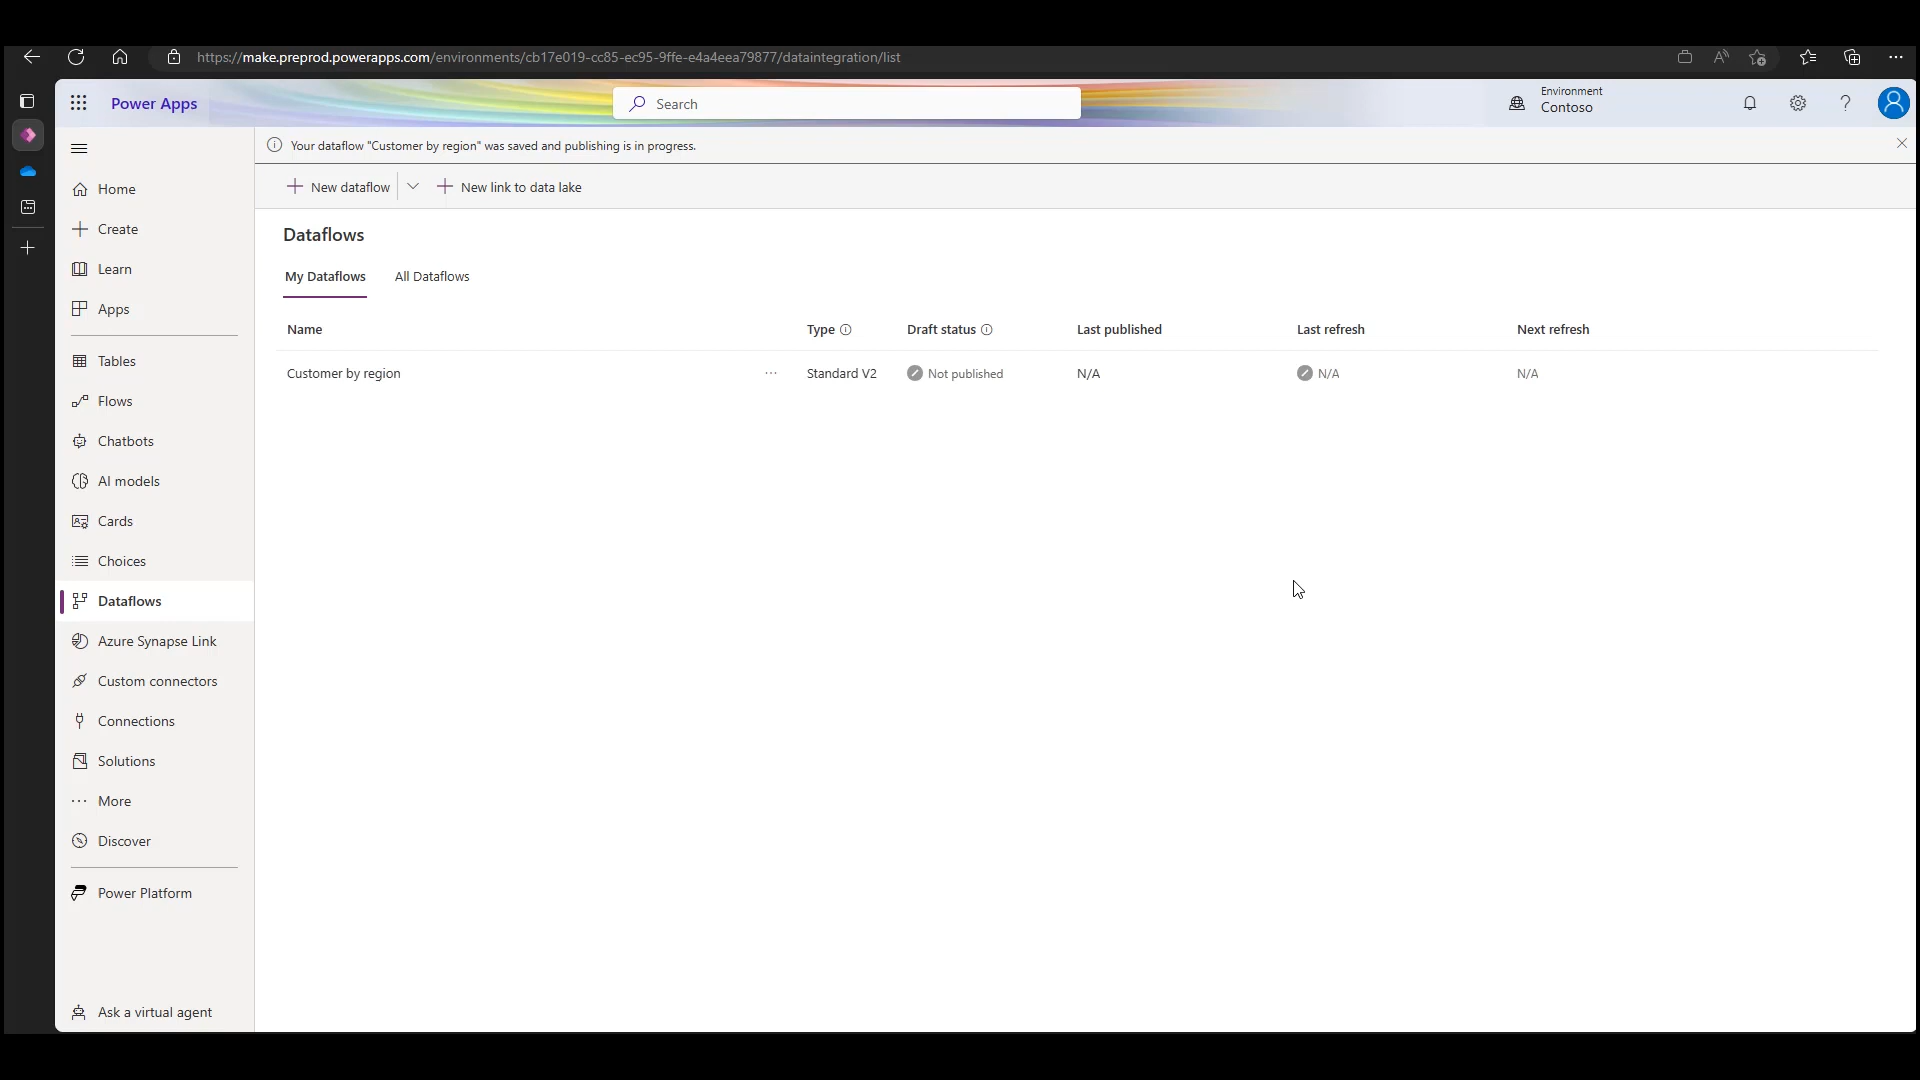 https://make.preprod.powerapps.com/environments/cb17e019-cc85-ec95-9ffe-e4a4eea79877/dataintegration/list
Power Apps
Search
Environment
Contoso
Your dataflow "Customer by region" was saved and publishing is in progress.
New dataflow
New link to data lake
Home
Create
Learn
Apps
Tables
Flows
Chatbots
AI models
Cards
Choices
Dataflows
Azure Synapse Link
Custom connectors
Connections
Solutions
More
Discover
Power Platform
Ask a virtual agent
Dataflows
My Dataflows All Dataflows
Name Type Draft status Last published Last refresh Next refresh
Customer by region ... Standard V2 Not published N/A N/A N/A